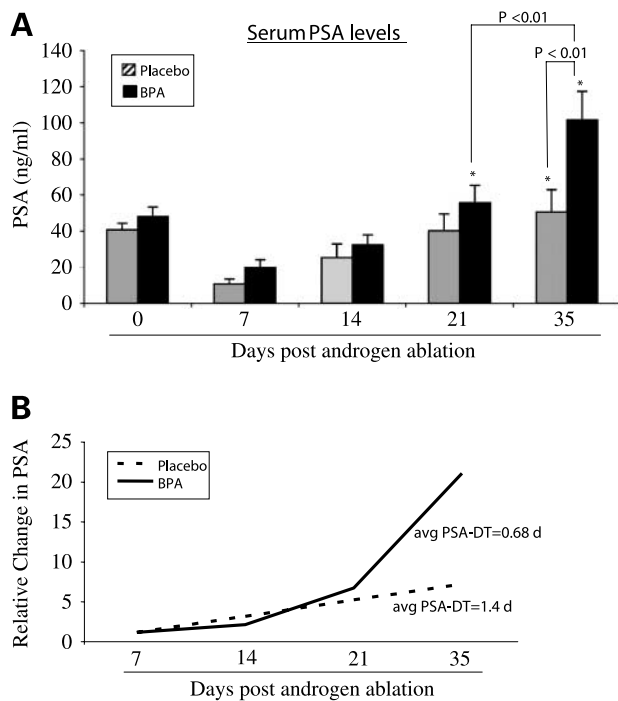 A
Serum PSA levels
P <0.01
P < 0.01
Placebo
BPA
PSA (ng/ml)
140
120
100
80
60
40
20
0
*
*
*
0 7 14 21 35
Days post androgen ablation
B
Relative Change in PSA
25
20
15
10
5
0
Placebo
BPA
avg PSA-DT=0.68 d
avg PSA-DT=1.4 d
7 14 21 35
Days post androgen ablation